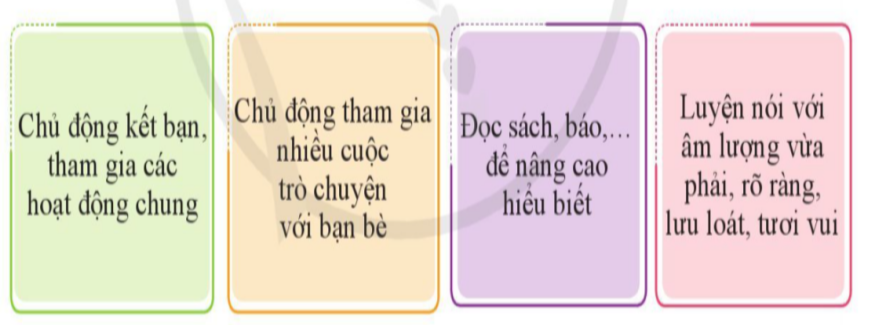 Chủ động kết bạn,
tham gia các
hoạt động chung
Chủ động tham gia
nhiều cuộc
trò chuyện
với bạn bè
Đọc sách, báo,...
để nâng cao
hiểu biết
Luyện nói với
âm lượng vừa
phải, rõ ràng,
lưu loát, tươi vui